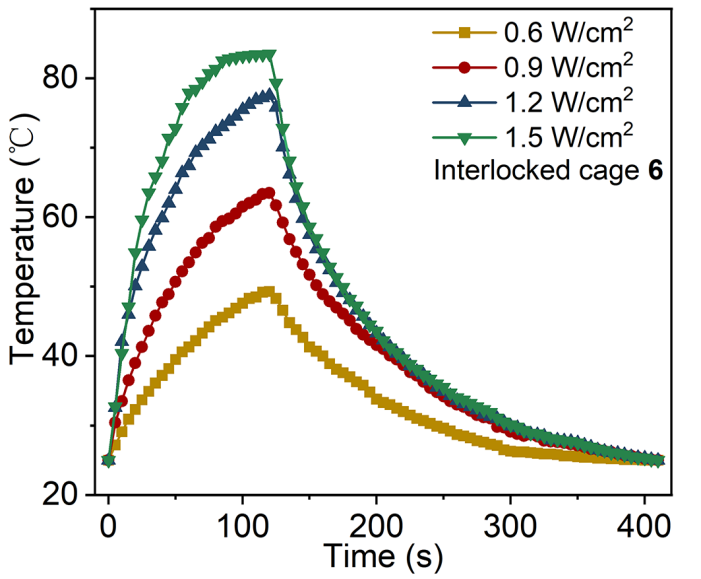 0.6 W/cm²
0.9 W/cm²
1.2 W/cm²
1.5 W/cm²
Interlocked cage 6
Temperature (℃)
80
60
40
20
0
100
200
300
400
Time (s)